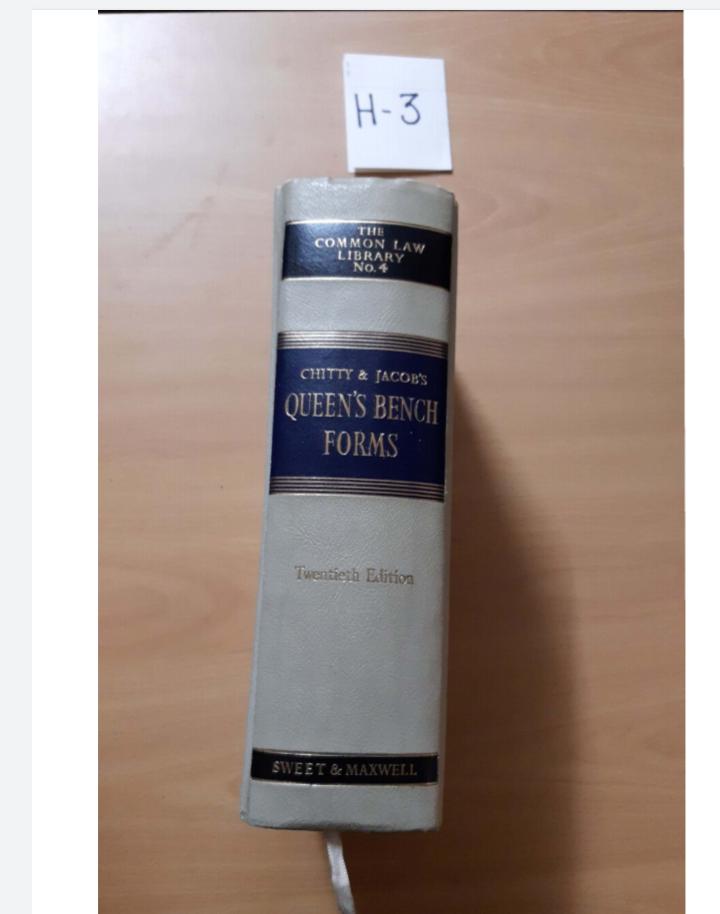 H-3
THE
COMMON LAW
LIBRARY
No. 4
CHITTY & JACOB'S
QUEEN'S BENCH
FORMS
Twentieth Edition
SWEET & MAXWELL